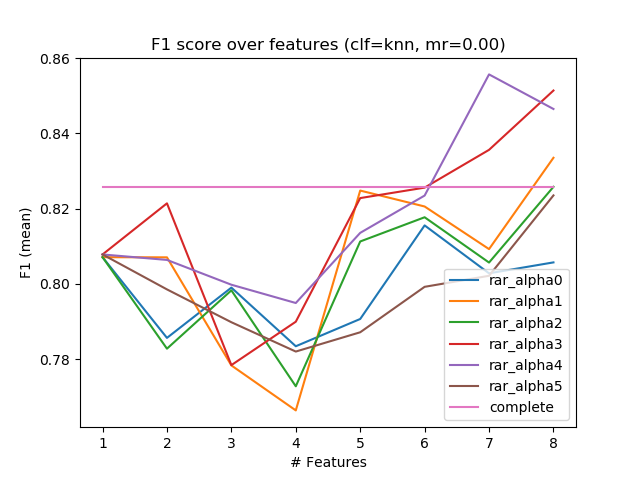 F1 score over features (clf=knn, mr=0.00)
F1 (mean)
0.86
0.84
0.82
0.80
0.78
1 2 3 4 5 6 7 8
# Features
rar_alpha0
rar_alpha1
rar_alpha2
rar_alpha3
rar_alpha4
rar_alpha5
complete